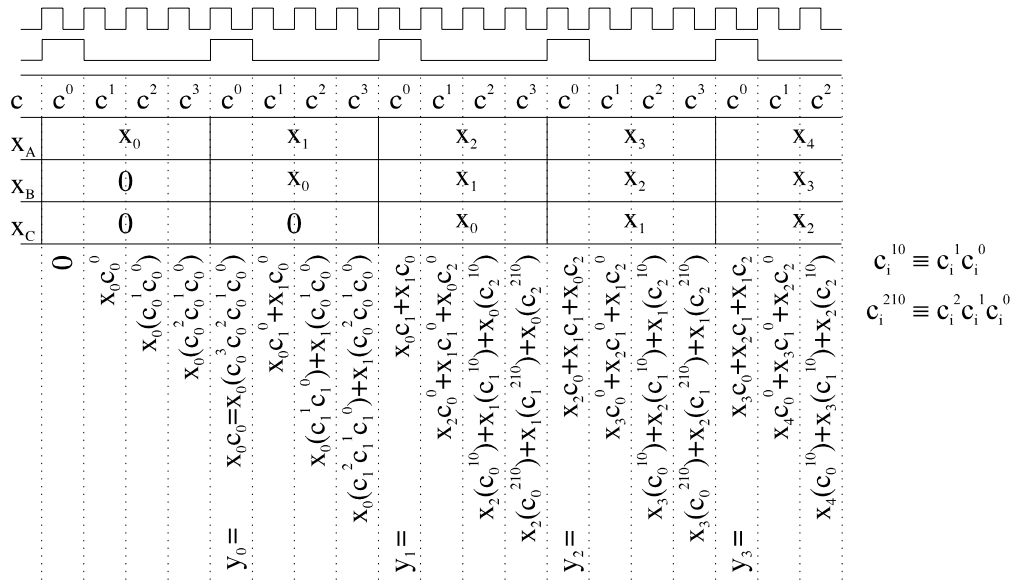 c c⁰ c¹ c² c³ c⁰ c¹ c² c³ c⁰ c¹ c² c³ c⁰ c¹ c² c³ c⁰ c¹ c²
x_A x₀ x₁ x₂ x₃ x₄
x_B 0 x₀ x₁ x₂ x₃
x_C 0 0 x₀ x₁ x₂
0
x₀c₀⁰
x₀(c₀¹c₀⁰)
x₀(c₀²c₀¹c₀⁰)
y₀ = x₀c₀=x₀(c₀³c₀²c₀¹c₀⁰)
x₀c₁⁰+x₁c₀⁰
x₀(c₁¹c₁⁰)+x₁(c₀¹c₀⁰)
x₀(c₁²c₁¹c₁⁰)+x₁(c₀²c₀¹c₀⁰)
y₁ = x₀c₁+x₁c₀
x₂c₀⁰+x₁c₁⁰+x₀c₂⁰
x₂(c₀¹⁰)+x₁(c₁¹⁰)+x₀(c₂¹⁰)
x₂(c₀²¹⁰)+x₁(c₁²¹⁰)+x₀(c₂²¹⁰)
y₂ = x₂c₀+x₁c₁+x₀c₂
x₃c₀⁰+x₂c₁⁰+x₁c₂⁰
x₃(c₀¹⁰)+x₂(c₁¹⁰)+x₁(c₂¹⁰)
x₃(c₀²¹⁰)+x₂(c₁²¹⁰)+x₁(c₂²¹⁰)
y₃ = x₃c₀+x₂c₁+x₁c₂
x₄c₀⁰+x₃c₁⁰+x₂c₂⁰
x₄(c₀¹⁰)+x₃(c₁¹⁰)+x₂(c₂¹⁰)
cᵢ¹⁰ ≡ cᵢ¹cᵢ⁰
cᵢ²¹⁰ ≡ cᵢ²cᵢ¹cᵢ⁰